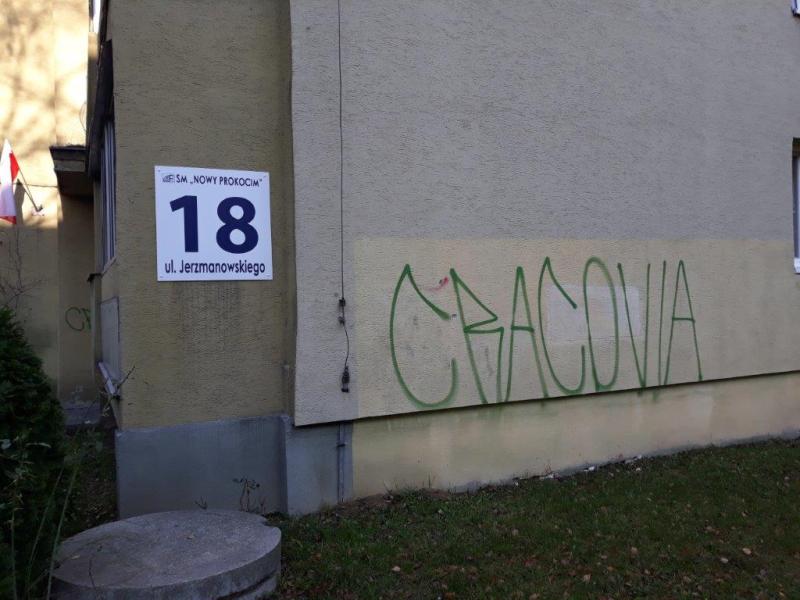 SM „NOWY PROKOCIM”
18
ul. Jerzmanowskiego
CRACOVIA